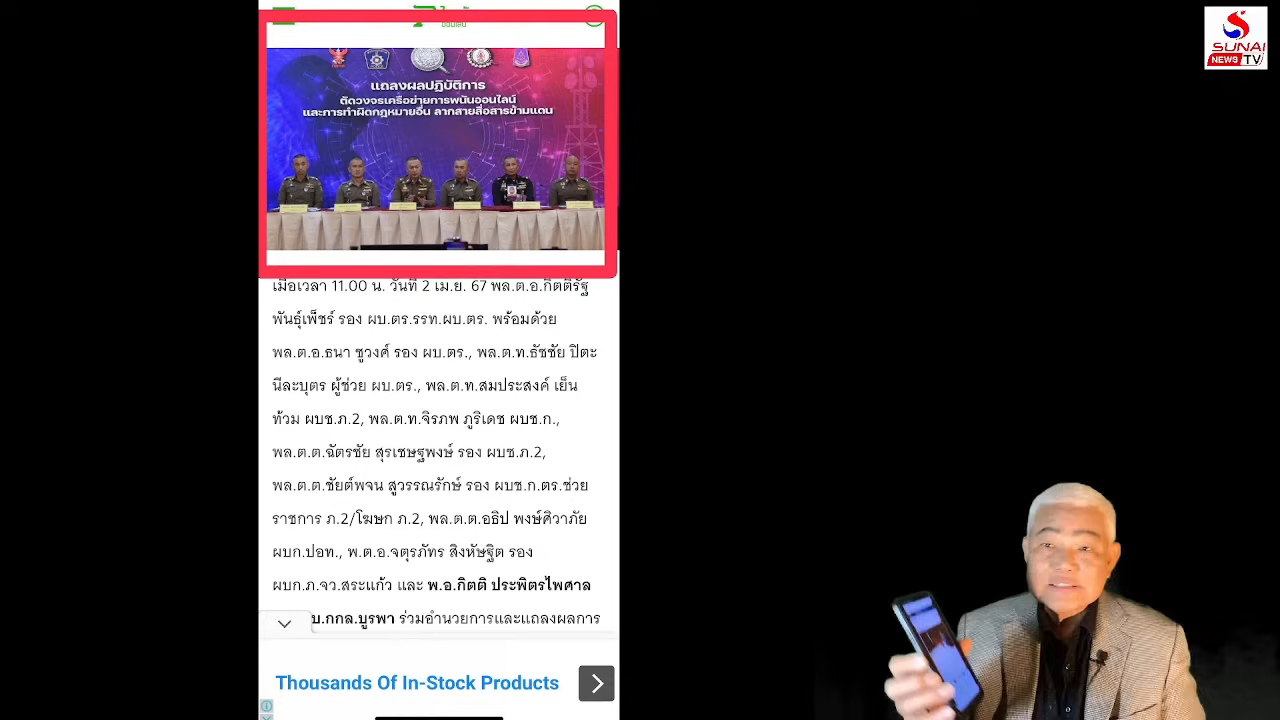 แถลงผลปฏิบัติการ
ตัดวงจรเครือข่ายการพนันออนไลน์
และการทำผิดกฎหมายอื่น ลากสายสื่อสารข้ามแดน
เมื่อเวลา 11.00 น. วันที่ 2 เม.ย. 67 พล.ต.อ.กิตติ์รัฐ
พันธุ์เพ็ชร์ รอง ผบ.ตร.รรท.ผบ.ตร. พร้อมด้วย
พล.ต.อ.ธนา ชูวงศ์ รอง ผบ.ตร., พล.ต.ท.ธัชชัย ปิตะ
นีละบุตร ผู้ช่วย ผบ.ตร., พล.ต.ท.สมประสงค์ เย็น
ท้วม ผบช.ภ.2, พล.ต.ท.จิรภพ ภูริเดช ผบช.ก.,
พล.ต.ต.ฉัตรชัย สุรเชษฐพงษ์ รอง ผบช.ภ.2,
พล.ต.ต.ชัยต์พจน สูวรรณรักษ์ รอง ผบช.ก.ตร.ช่วย
ราชการ ภ.2/โฆษก ภ.2, พล.ต.ต.อธิป พงษ์ศิวาภัย
ผบก.ปอท., พ.ต.อ.จตุรภัทร สิงหัษฐิต รอง
ผบก.ภ.จว.สระแก้ว และ พ.อ.กิตติ ประพิตรไพศาล
บ.กกล.บูรพา ร่วมอำนวยการและแถลงผลการ
Thousands Of In-Stock Products
SUNAI
NEWS TV